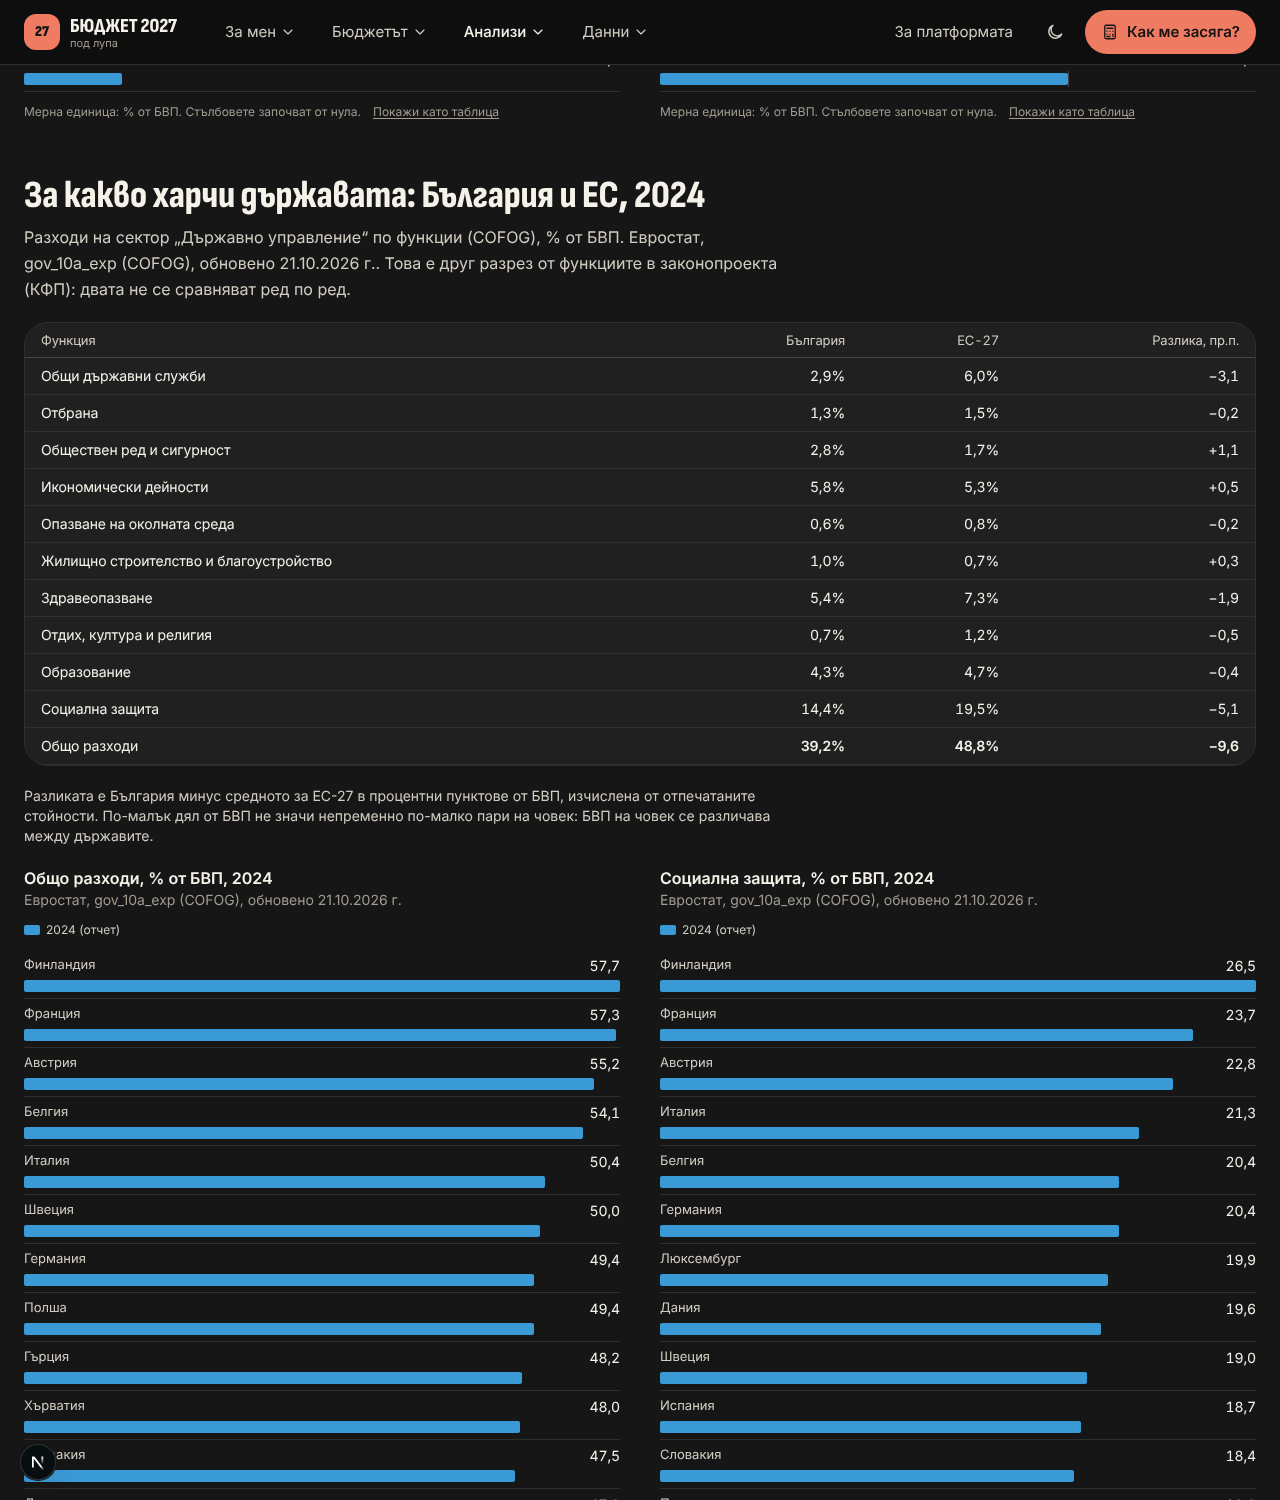 27
БЮДЖЕТ 2027
под лупа
За мен
Бюджетът
Анализи
Данни
За платформата
Как ме засяга?
Мерна единица: % от БВП. Стълбовете започват от нула. Покажи като таблица
Мерна единица: % от БВП. Стълбовете започват от нула. Покажи като таблица
За какво харчи държавата: България и ЕС, 2024
Разходи на сектор „Държавно управление“ по функции (COFOG), % от БВП. Евростат,
gov_10a_exp (COFOG), обновено 21.10.2026 г.. Това е друг разрез от функциите в законопроекта
(КФП): двата не се сравняват ред по ред.
Функция България ЕС-27 Разлика, пр.п.
Общи държавни служби 2,9% 6,0% −3,1
Отбрана 1,3% 1,5% −0,2
Обществен ред и сигурност 2,8% 1,7% +1,1
Икономически дейности 5,8% 5,3% +0,5
Опазване на околната среда 0,6% 0,8% −0,2
Жилищно строителство и благоустройство 1,0% 0,7% +0,3
Здравеопазване 5,4% 7,3% −1,9
Отдих, култура и религия 0,7% 1,2% −0,5
Образование 4,3% 4,7% −0,4
Социална защита 14,4% 19,5% −5,1
Общо разходи 39,2% 48,8% −9,6
Разликата е България минус средното за ЕС-27 в процентни пунктове от БВП, изчислена от отпечатаните
стойности. По-малък дял от БВП не значи непременно по-малко пари на човек: БВП на човек се различава
между държавите.
Общо разходи, % от БВП, 2024
Евростат, gov_10a_exp (COFOG), обновено 21.10.2026 г.
2024 (отчет)
Финландия 57,7
Франция 57,3
Австрия 55,2
Белгия 54,1
Италия 50,4
Швеция 50,0
Германия 49,4
Полша 49,4
Гърция 48,2
Хърватия 48,0
акия 47,5
Социална защита, % от БВП, 2024
Евростат, gov_10a_exp (COFOG), обновено 21.10.2026 г.
2024 (отчет)
Финландия 26,5
Франция 23,7
Австрия 22,8
Италия 21,3
Белгия 20,4
Германия 20,4
Люксембург 19,9
Дания 19,6
Швеция 19,0
Испания 18,7
Словакия 18,4
N